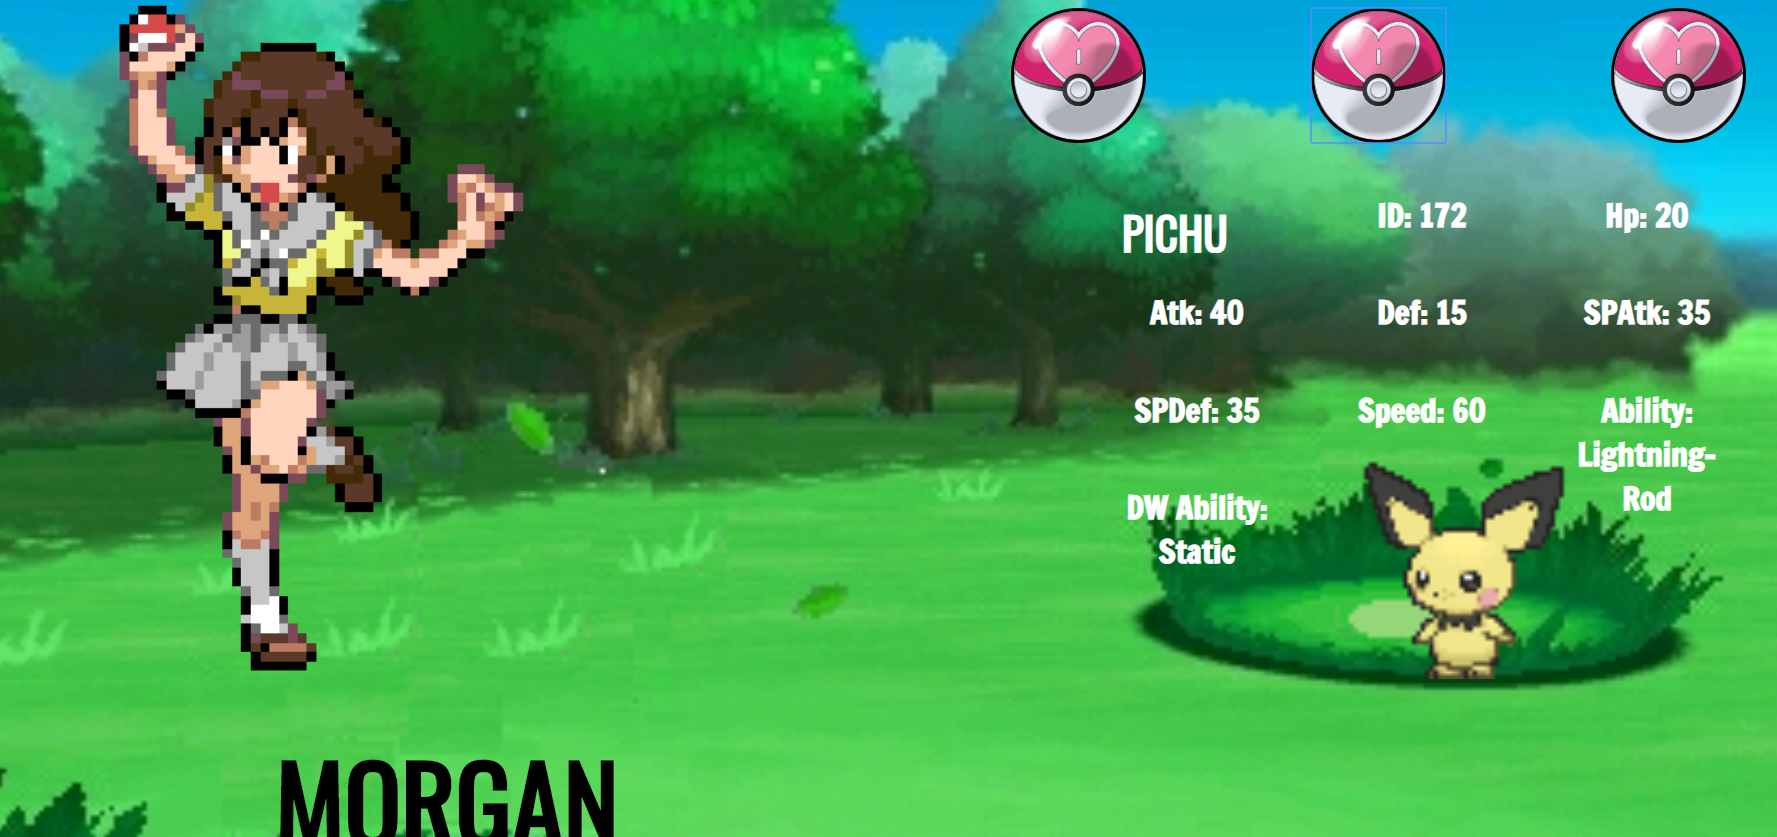 PICHU
ID: 172
Hp: 20
Atk: 40
Def: 15
SPAtk: 35
SPDef: 35
Speed: 60
Ability:
Lightning-
Rod
DW Ability:
Static
MORGAN